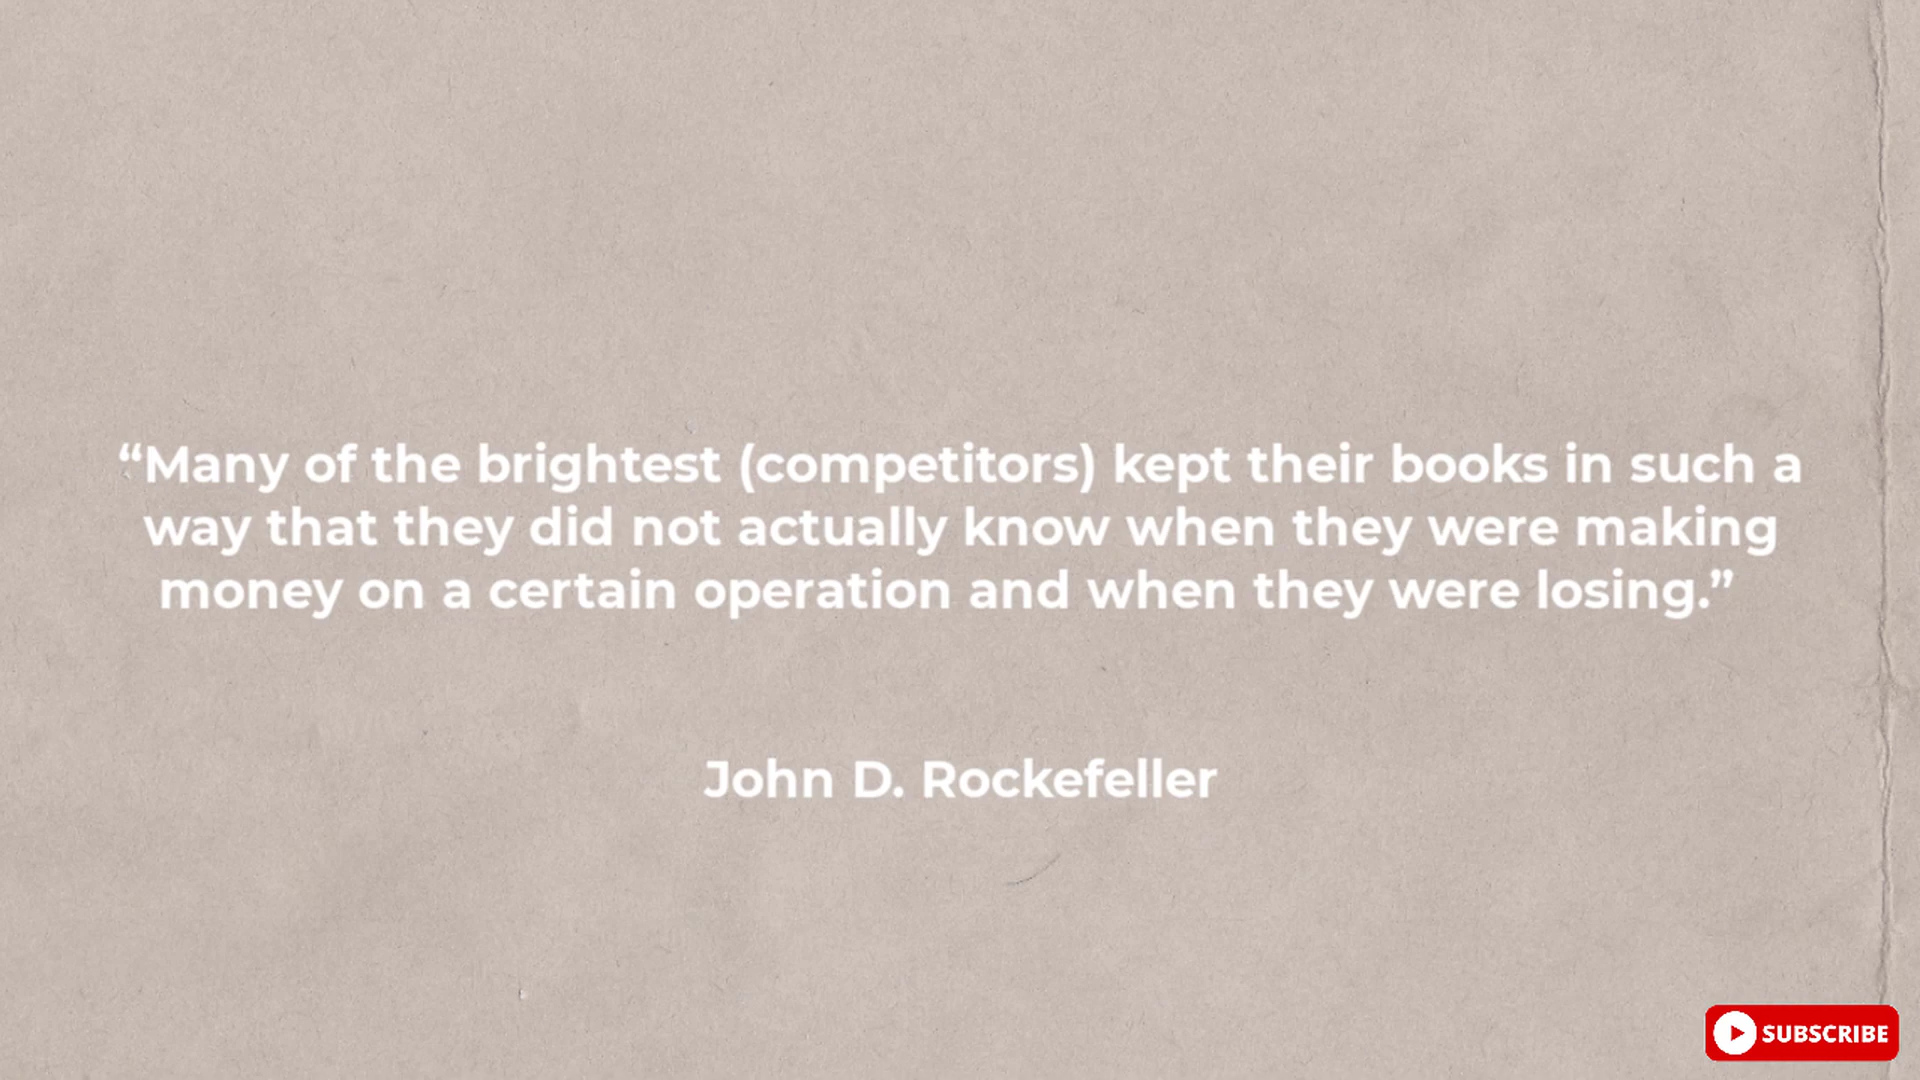 “Many of the brightest (competitors) kept their books in such a
way that they did not actually know when they were making
money on a certain operation and when they were losing.”
John D. Rockefeller
SUBSCRIBE